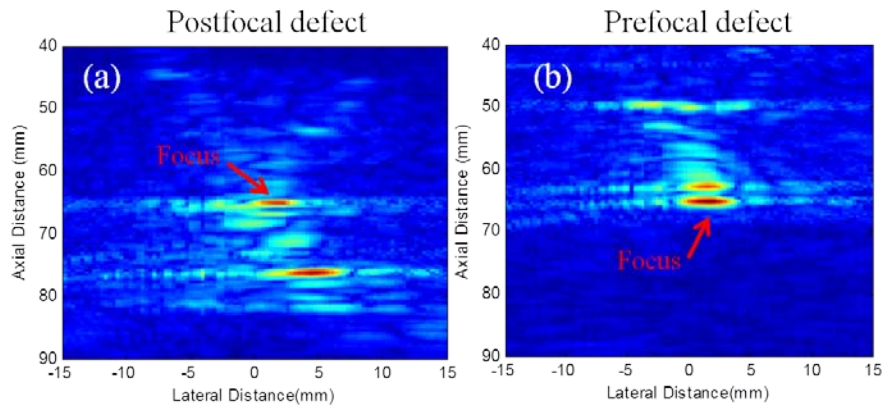 Postfocal defect
(a)
Focus
40
50
60
70
80
90
-15
-10
-5
0
5
10
15
Axial Distance (mm)
Lateral Distance(mm)
Prefocal defect
(b)
Focus
40
50
60
70
80
90
-15
-10
-5
0
5
10
15
Axial Distance (mm)
Lateral Distance(mm)